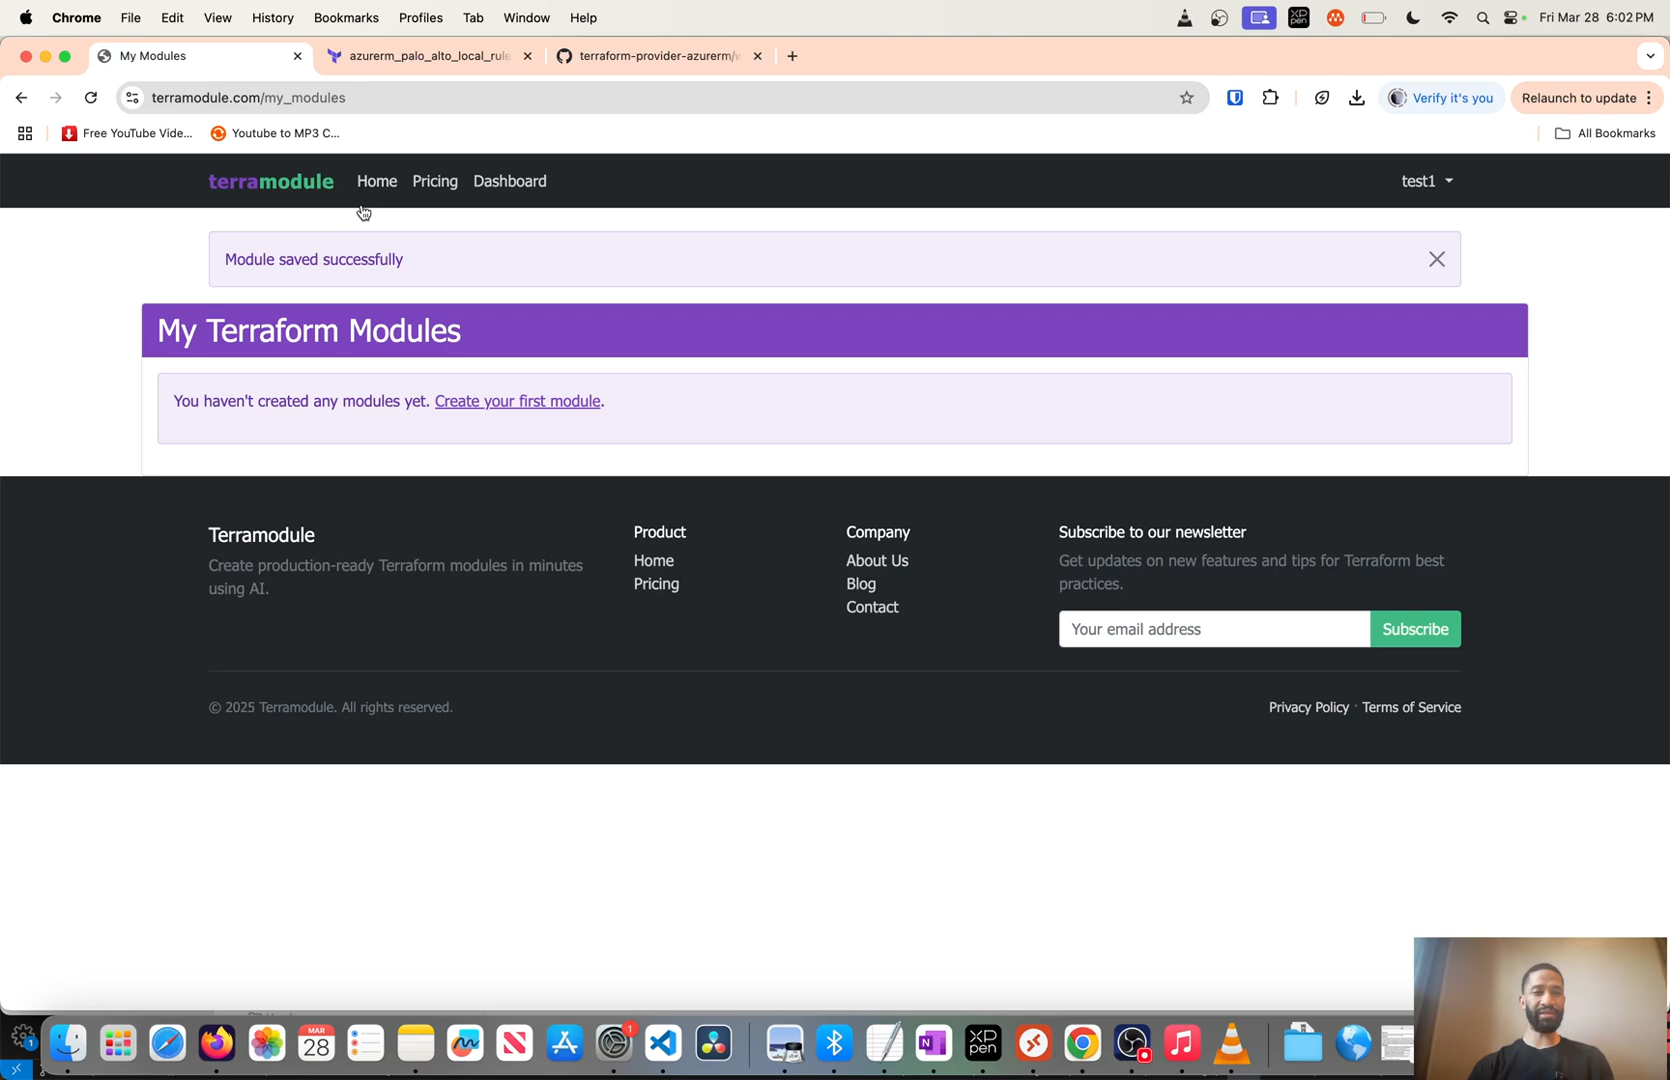 Chrome File Edit View History Bookmarks Profiles Tab Window Help
Fri Mar 28 6:02 PM
My Modules
azurerm_palo_alto_local_rule
terraform-provider-azurerm/
terramodule.com/my_modules
Verify it's you
Relaunch to update
Free YouTube Vide...
Youtube to MP3 C...
All Bookmarks
terramodule Home Pricing Dashboard
test1
Module saved successfully
My Terraform Modules
You haven't created any modules yet. Create your first module.
Terramodule
Create production-ready Terraform modules in minutes
using AI.
Product
Home
Pricing
Company
About Us
Blog
Contact
Subscribe to our newsletter
Get updates on new features and tips for Terraform best
practices.
Your email address
Subscribe
© 2025 Terramodule. All rights reserved.
Privacy Policy · Terms of Service
1
MAR
28
1
N
XP
pen